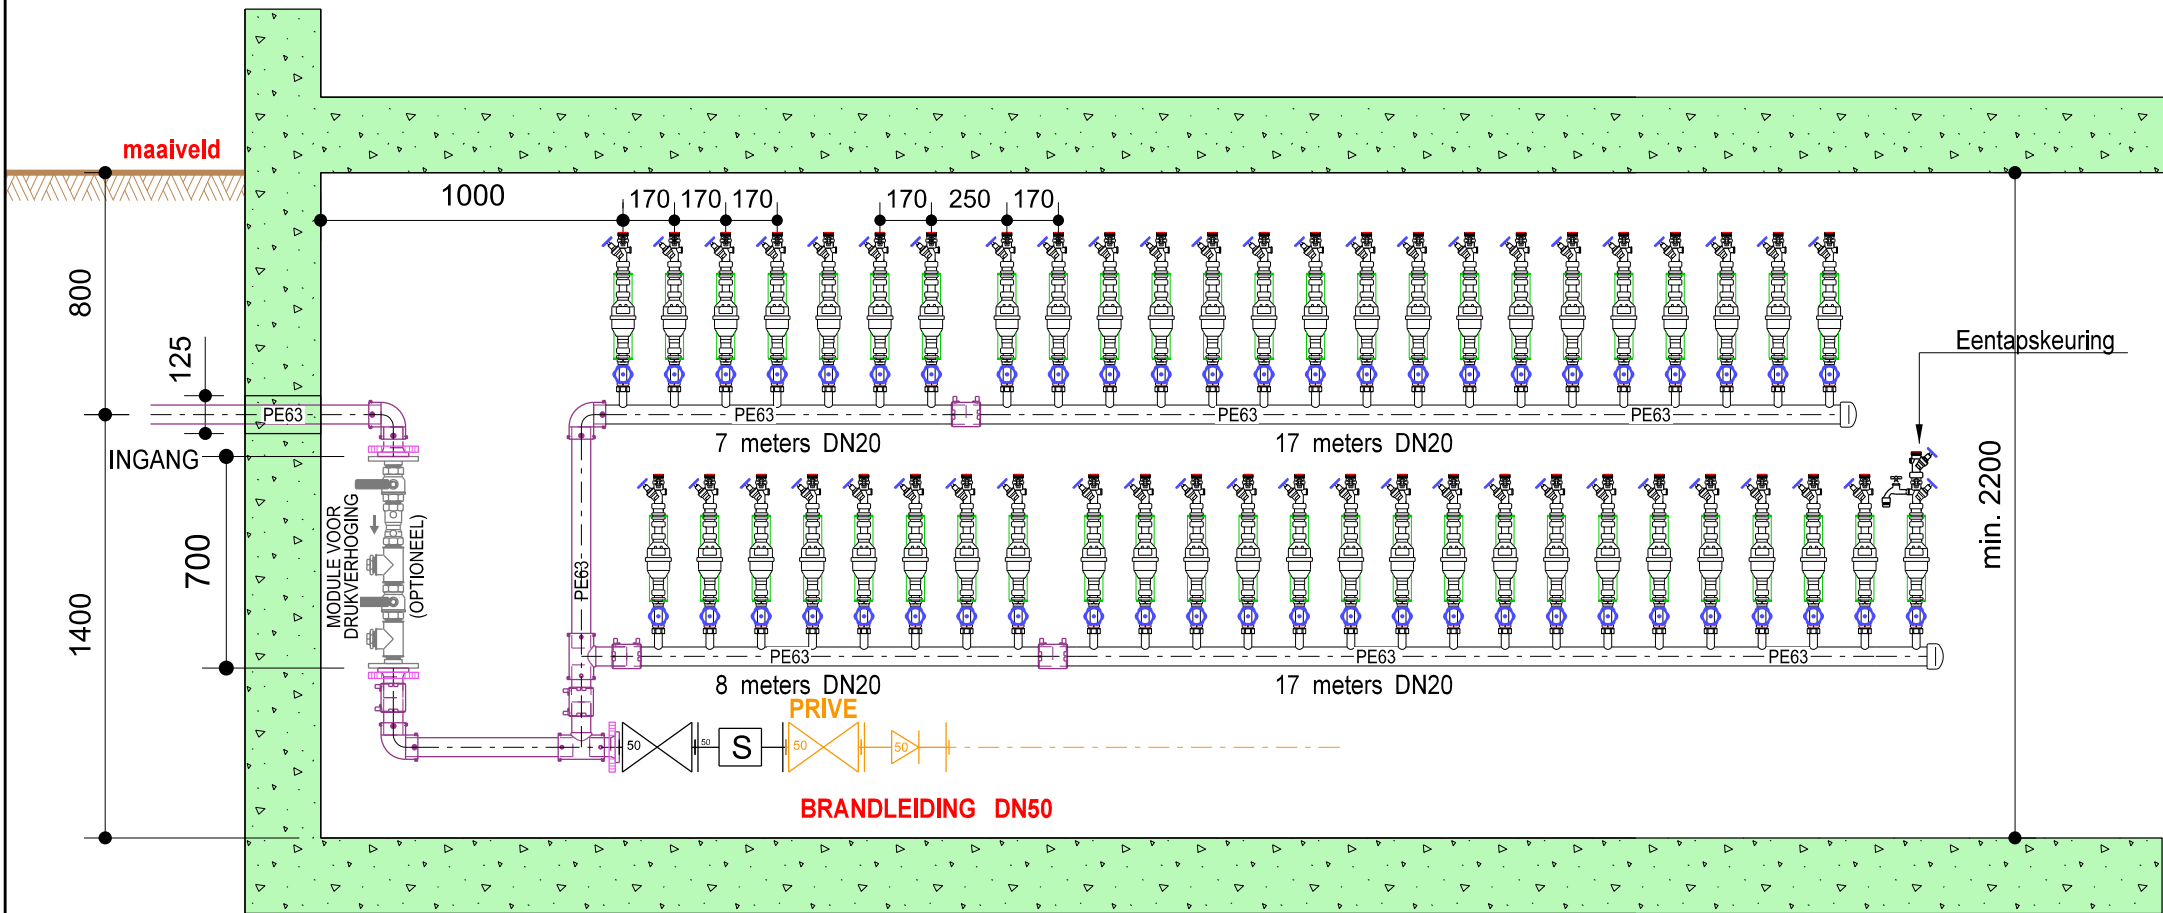 maaiveld
1000
170
170
170
170
250
170
800
125
PE63
INGANG
700
1400
MODULE VOOR
DRUKVERHOGING
(OPTIONEEL)
PE63
PE63
PE63
7 meters DN20
17 meters DN20
Eentapskeuring
min. 2200
PE63
PE63
PE63
PE63
8 meters DN20
17 meters DN20
PRIVE
50
50
S
50
50
BRANDLEIDING DN50